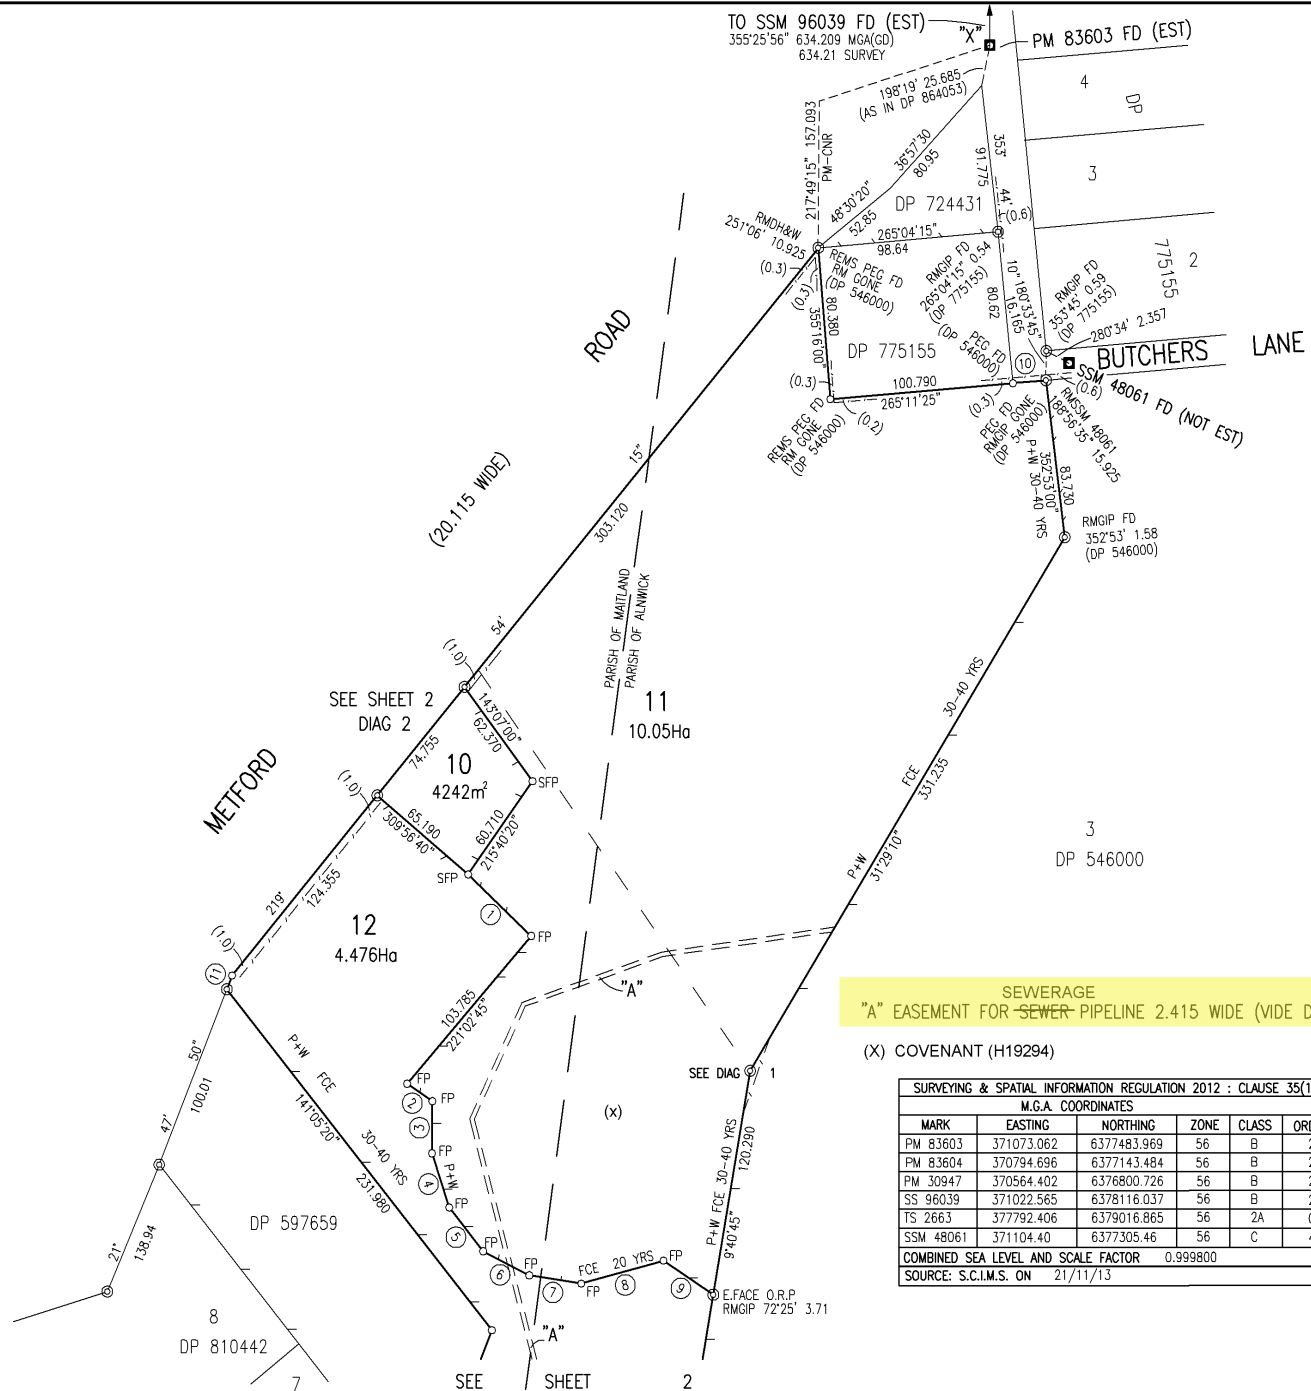 TO SSM 96039 FD (EST)
355°25'56" 634.209 MGA(GD)
634.21 SURVEY
"X"
PM 83603 FD (EST)
198°19' 25.685
(AS IN DP 864053)
4
DP
3
2
775155
217°49'15" 157.093
PM-CNR
36°57'30
80.95
48°30'20"
52.85
DP 724431
353°
91.775
44'
(0.6)
265°04'15"
98.64
RMDH&W
251°06' 10.925
(0.3)
(0.3)
REMS PEG FD
RM GONE
(DP 546000)
RMGIP FD
265°04'15" 0.54
(DP 775155)
10"
80.62
180°33'45"
16.165
RMGIP FD
353°45' 0.59
(DP 775155)
280°34' 2.357
BUTCHERS LANE
80.380
355°16'00"
DP 775155
PEG FD
(DP 546000)
10
SSM 48061 FD (NOT EST)
(0.6)
(0.3)
100.790
265°11'25"
(0.2)
(0.3)
REMS PEG FD
RM GONE
(DP 546000)
PEG FD
RMGIP GONE
(DP 546000)
RMSSM 48061
188°56'35" 15.925
P+W 30-40 YRS
352°53'00"
83.730
RMGIP FD
352°53' 1.58
(DP 546000)
ROAD
(20.115 WIDE)
15"
303.120
54'
PARISH OF MAITLAND
PARISH OF ALNWICK
(1.0)
SEE SHEET 2
DIAG 2
143°07'00"
62.370
11
10.05Ha
30-40 YRS
FCE
331.235
P+W
31°29'10"
METFORD
74.755
10
4242m²
SFP
(1.0)
65.190
309°56'40"
60.710
215°40'20"
SFP
3
DP 546000
219°
124.355
12
4.476Ha
1
FP
(1.0)
11
"A"
103.785
221°02'45"
SEWERAGE
"A" EASEMENT FOR SEWER PIPELINE 2.415 WIDE (VIDE D
(X) COVENANT (H19294)
50"
100.01
47'
P+W FCE
141°05'20"
30-40 YRS
231.980
FP
2
FP
3
FP
P+W
4
FP
5
FP
6
FP
7
FCE 20 YRS
FP
8
FP
9
(x)
SEE DIAG 1
P+W FCE 30-40 YRS
120.290
9°40'45"
E.FACE O.R.P
RMGIP 72°25' 3.71
SURVEYING & SPATIAL INFORMATION REGULATION 2012 : CLAUSE 35(1
M.G.A. COORDINATES
MARK EASTING NORTHING ZONE CLASS ORD
PM 83603 371073.062 6377483.969 56 B 2
PM 83604 370794.696 6377143.484 56 B 2
PM 30947 370564.402 6376800.726 56 B 2
SS 96039 371022.565 6378116.037 56 B 2
TS 2663 377792.406 6379016.865 56 2A 0
SSM 48061 371104.40 6377305.46 56 C 4
COMBINED SEA LEVEL AND SCALE FACTOR 0.999800
SOURCE: S.C.I.M.S. ON 21/11/13
DP 597659
21"
138.94
8
DP 810442
7
"A"
SEE SHEET 2